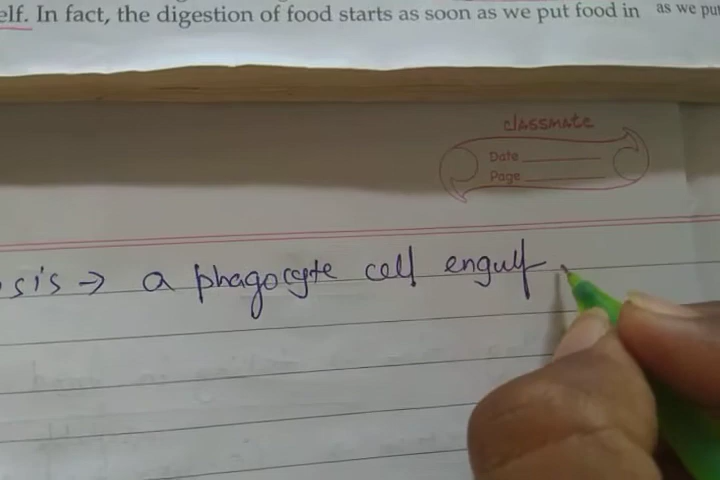 elf. In fact, the digestion of food starts as soon as we put food in as we put
classmate
Date
Page
sis → a phagocyte cell engulf